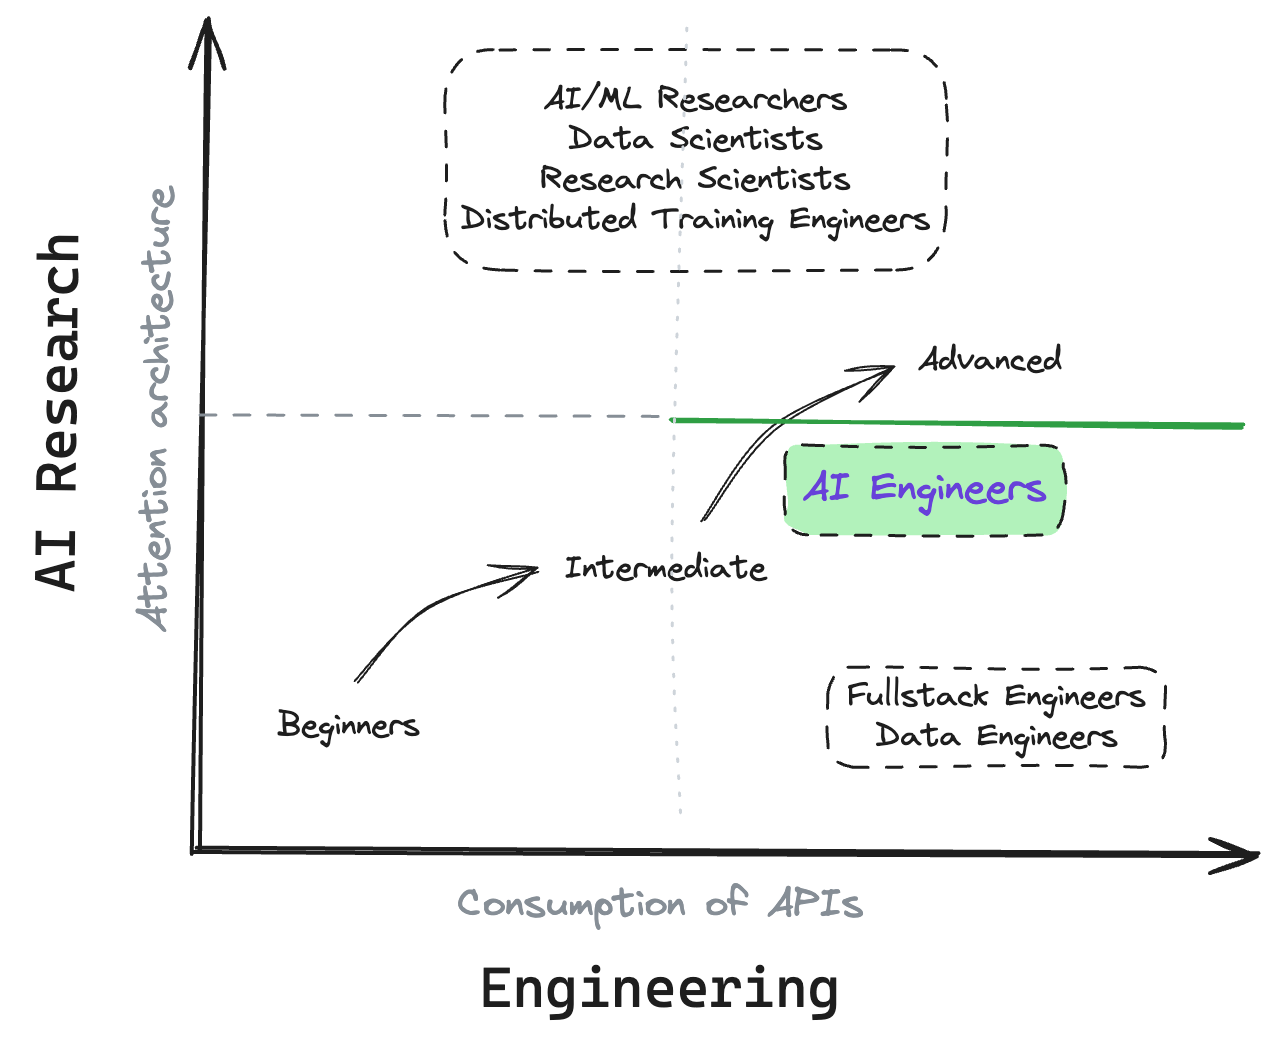 AI/ML Researchers
Data Scientists
Research Scientists
Distributed Training Engineers
AI Research
Attention architecture
Advanced
AI Engineers
Intermediate
Beginners
Fullstack Engineers
Data Engineers
Consumption of APIs
Engineering